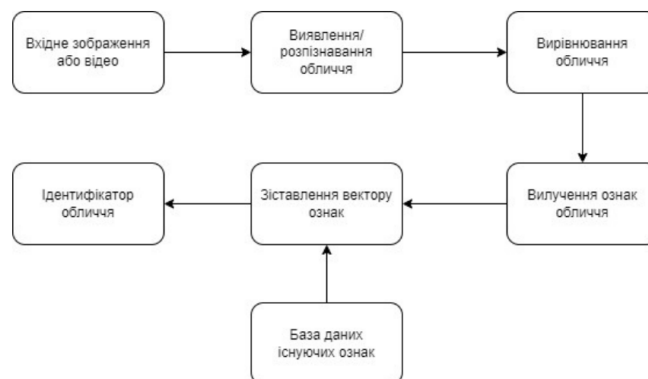 Вхідне зображення
або відео
Виявлення/
розпізнавання
обличчя
Вирівнювання
обличчя
Ідентифікатор
обличчя
Зіставлення вектору
ознак
Вилучення ознак
обличчя
База даних
існуючих ознак